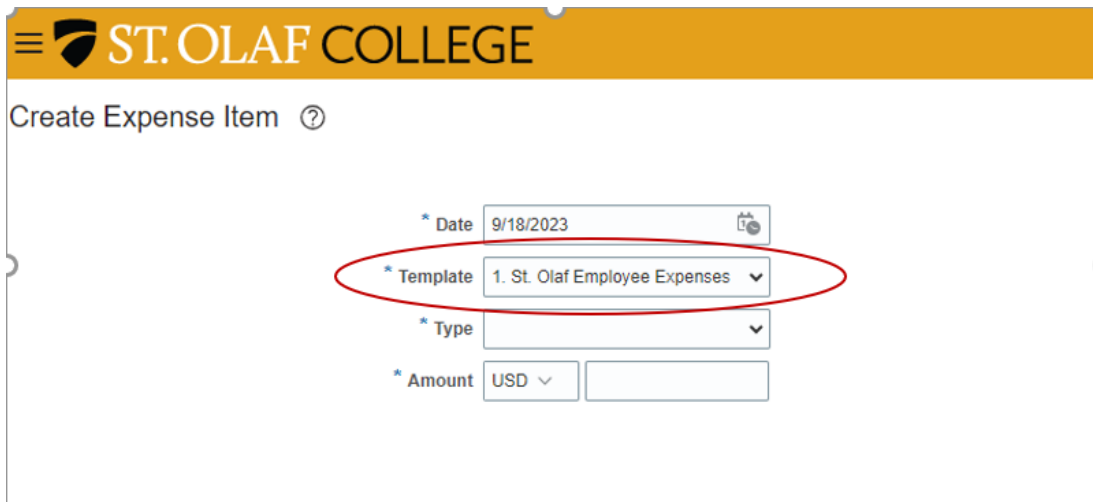 ST. OLAF COLLEGE
Create Expense Item ?
* Date 9/18/2023
* Template 1. St. Olaf Employee Expenses
* Type
* Amount USD